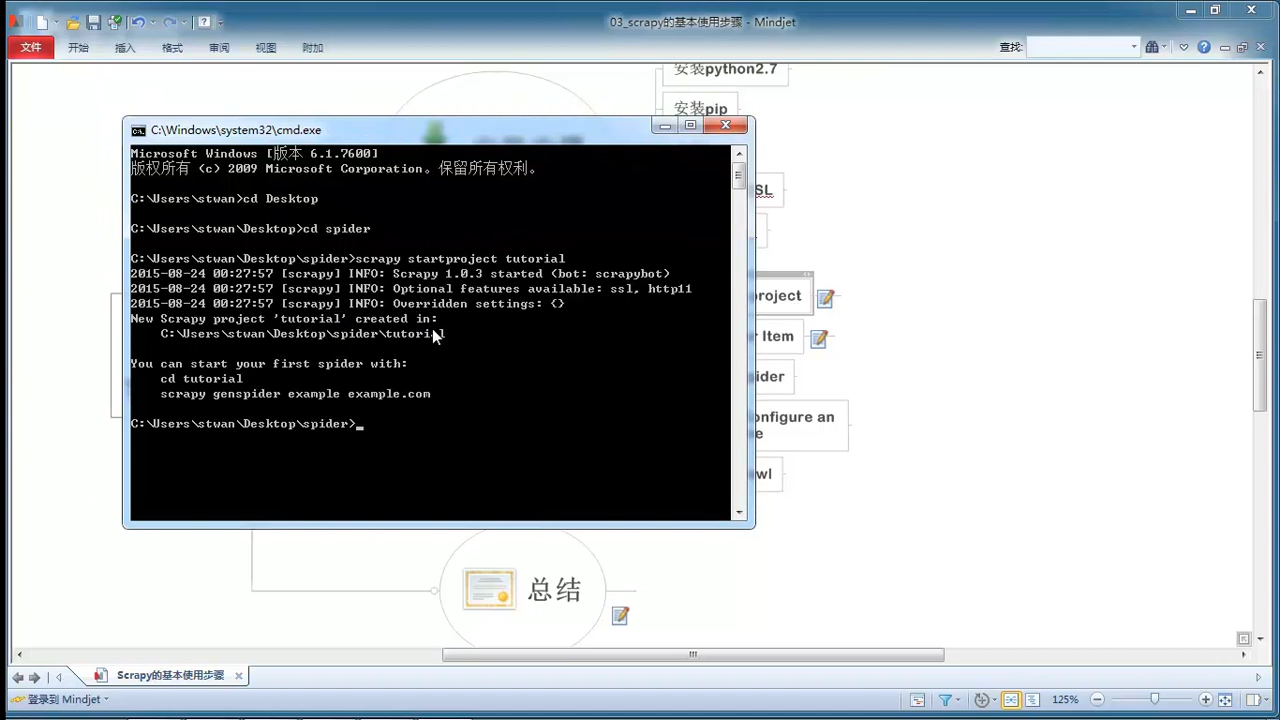 03_scrapy的基本使用步骤 - Mindjet
文件 开始 插入 格式 审阅 视图 附加 查找:
安装python2.7
安装pip
C:\Windows\system32\cmd.exe
Microsoft Windows [版本 6.1.7600]
版权所有 (c) 2009 Microsoft Corporation。保留所有权利。
C:\Users\stwan>cd Desktop
C:\Users\stwan\Desktop>cd spider
C:\Users\stwan\Desktop\spider>scrapy startproject tutorial
2015-08-24 00:27:57 [scrapy] INFO: Scrapy 1.0.3 started (bot: scrapybot)
2015-08-24 00:27:57 [scrapy] INFO: Optional features available: ssl, http11
2015-08-24 00:27:57 [scrapy] INFO: Overridden settings: {}
New Scrapy project 'tutorial' created in:
C:\Users\stwan\Desktop\spider\tutorial
You can start your first spider with:
cd tutorial
scrapy genspider example example.com
C:\Users\stwan\Desktop\spider>
SL
project
r Item
ider
onfigure an
e
wl
总结
Scrapy的基本使用步骤
登录到 Mindjet
125%